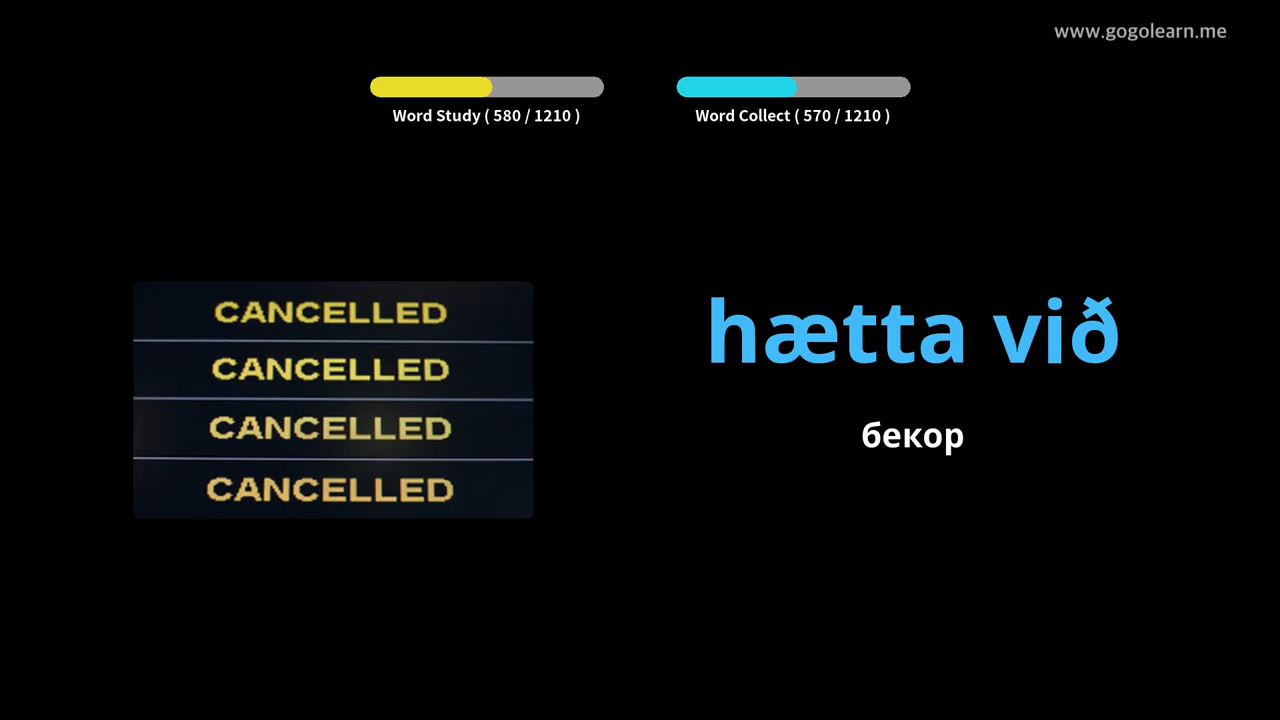 www.gogolearn.me
Word Study ( 580 / 1210 )
Word Collect ( 570 / 1210 )
CANCELLED
CANCELLED
CANCELLED
CANCELLED
hætta við
бекор